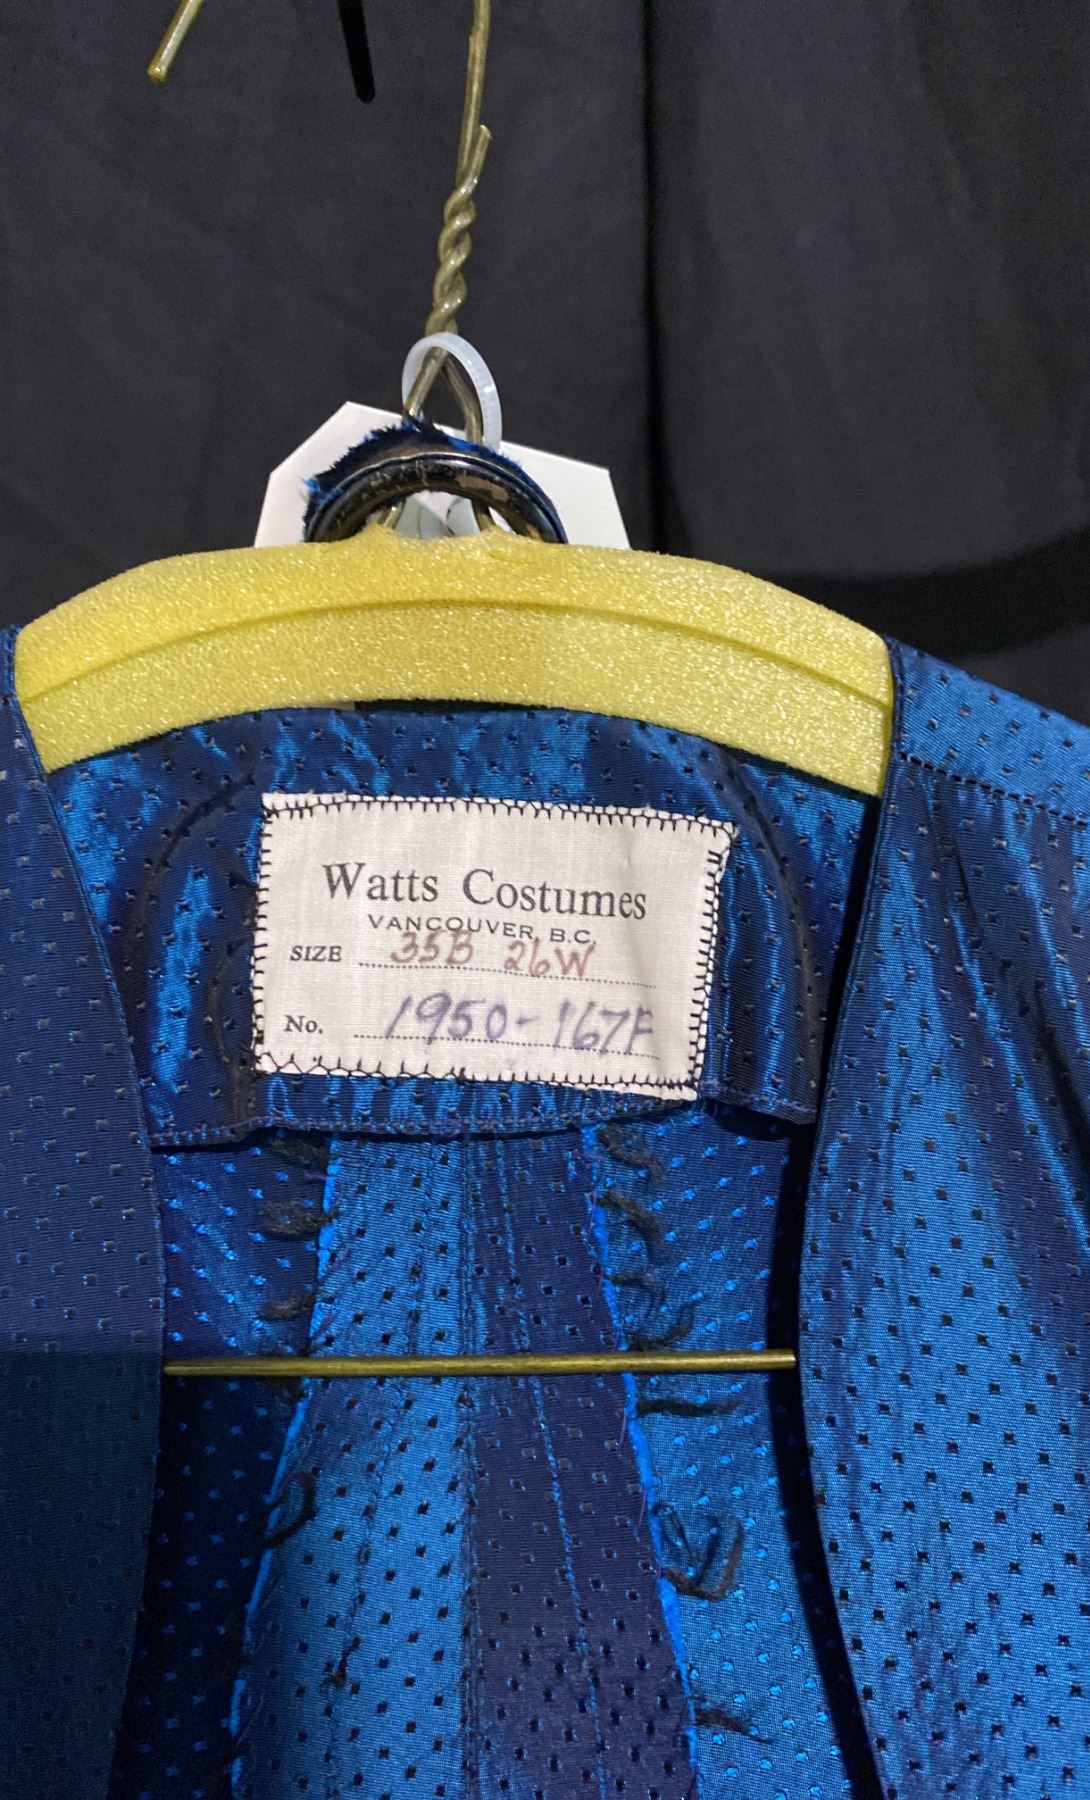 Watts Costumes
VANCOUVER, B.C.
SIZE 35B 26W
No. 1950-167F